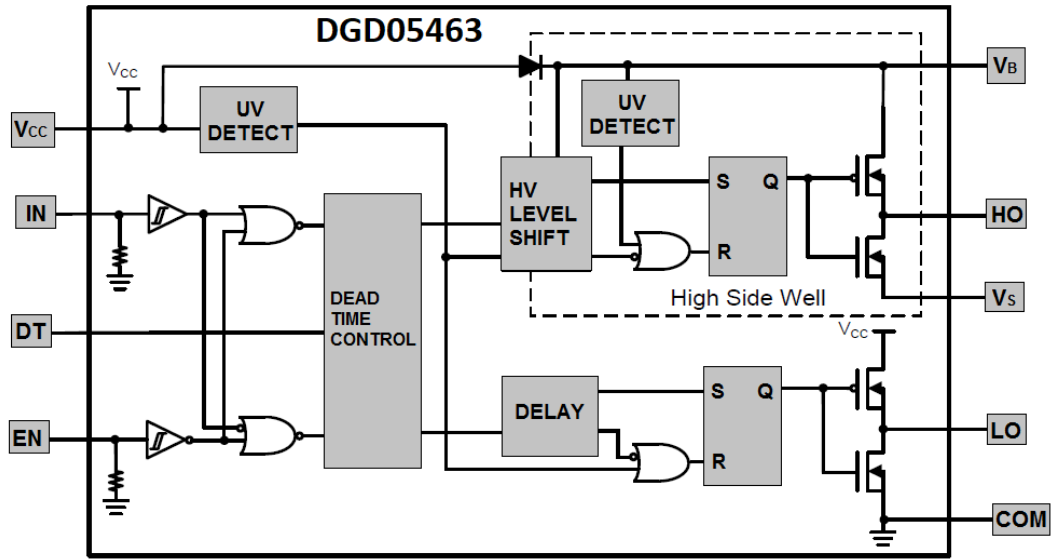 DGD05463
VCC
VB
VCC
UV
DETECT
UV
DETECT
IN
HV
LEVEL
SHIFT
S Q
R
HO
DT
DEAD
TIME
CONTROL
High Side Well
VS
VCC
EN
DELAY
S Q
R
LO
COM